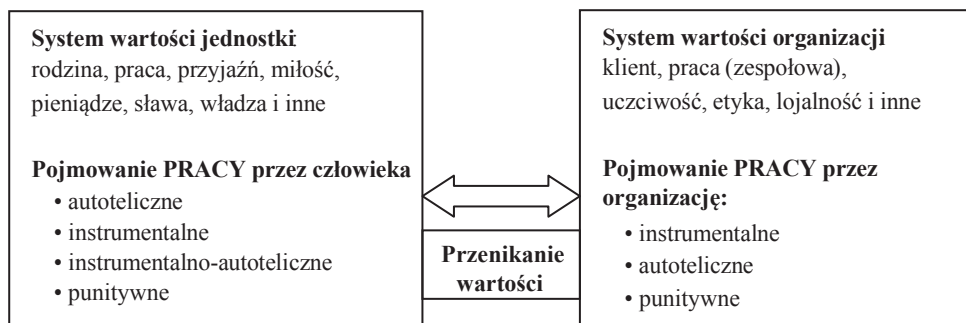 System wartości jednostki:
rodzina, praca, przyjaźń, miłość,
pieniądze, sława, władza i inne
Pojmowanie PRACY przez człowieka
• autoteliczne
• instrumentalne
• instrumentalno-autoteliczne
• punitywne
Przenikanie
wartości
System wartości organizacji
klient, praca (zespołowa),
uczciwość, etyka, lojalność i inne
Pojmowanie PRACY przez
organizację:
• instrumentalne
• autoteliczne
• punitywne